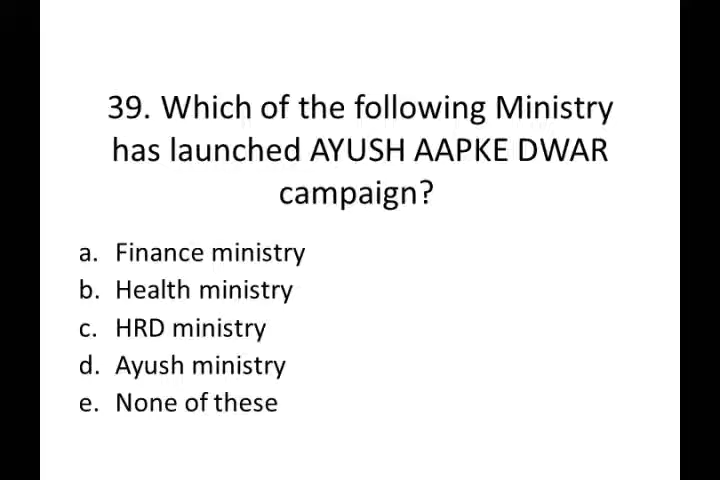 39. Which of the following Ministry
has launched AYUSH AAPKE DWAR
campaign?
a. Finance ministry
b. Health ministry
c. HRD ministry
d. Ayush ministry
e. None of these